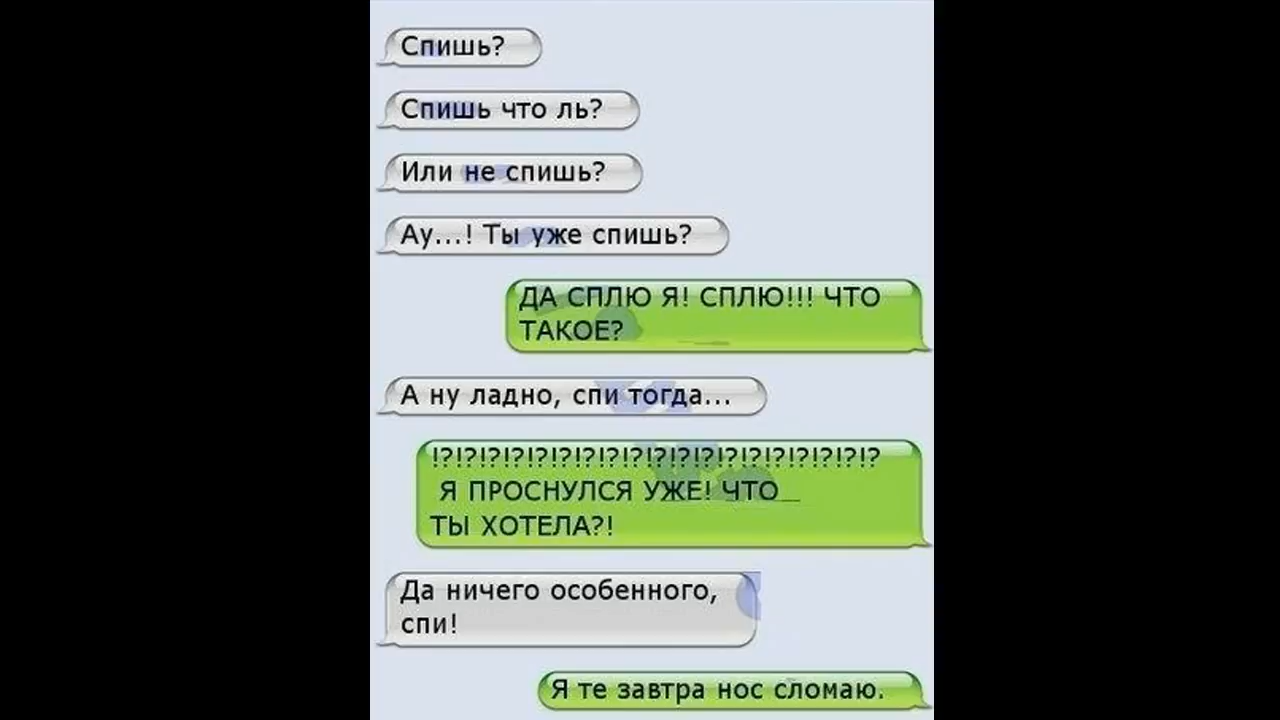 Спишь?
Спишь что ль?
Или не спишь?
Ау...! Ты уже спишь?
ДА СПЛЮ Я! СПЛЮ!!! ЧТО
ТАКОЕ?
А ну ладно, спи тогда...
!?!?!?!?!?!?!?!?!?!?!?!?!?!?!?!?!?!?!?
Я ПРОСНУЛСЯ УЖЕ! ЧТО_
ТЫ ХОТЕЛА?!
Да ничего особенного,
спи!
Я те завтра нос сломаю.